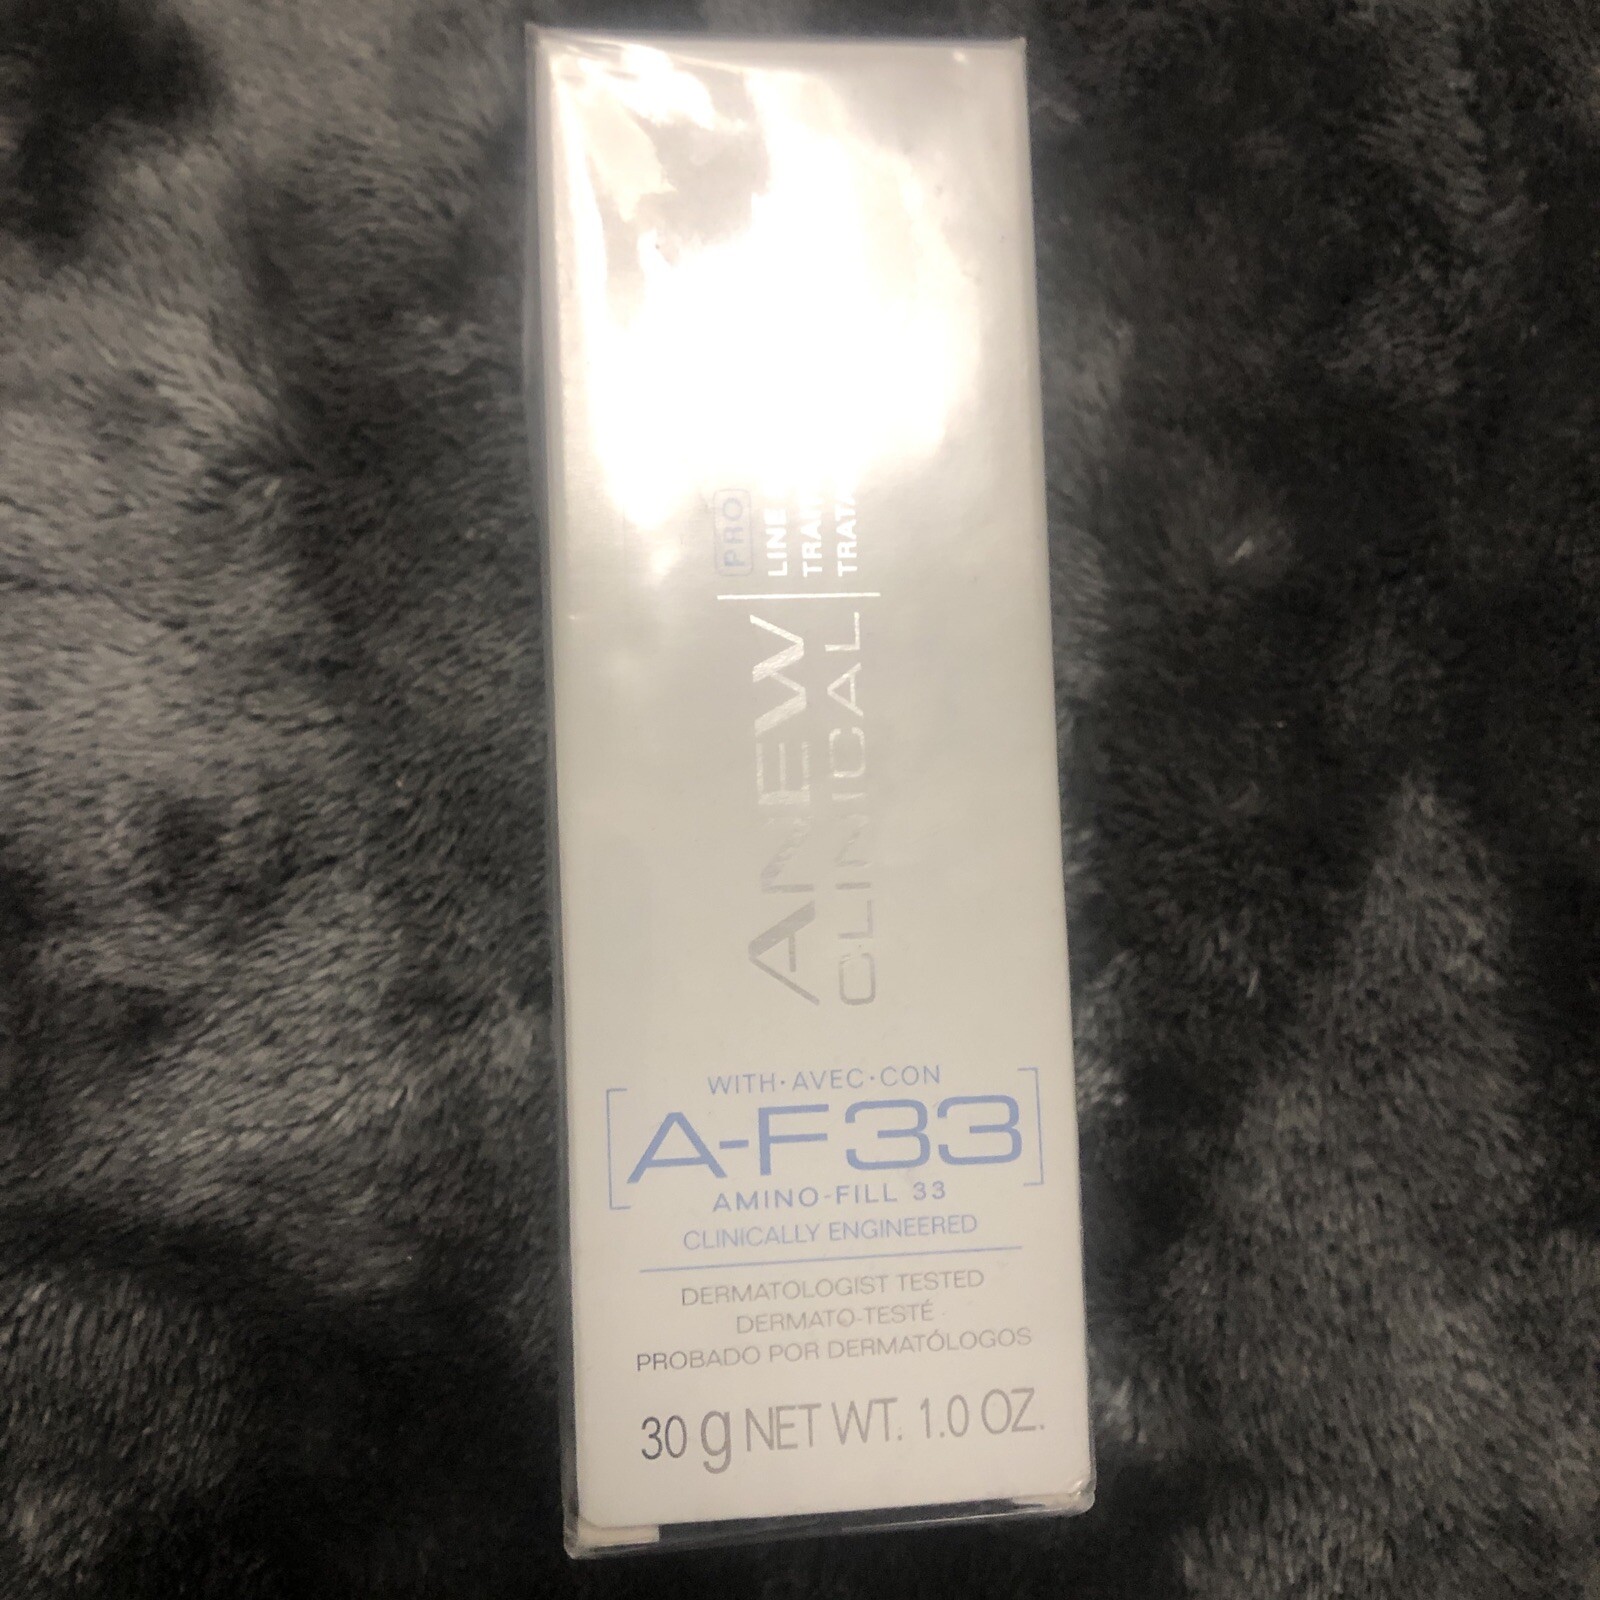 ANEW
CLINICAL
PRO
LINE
WITH·AVEC·CON
A-F33
AMINO-FILL 33
CLINICALLY ENGINEERED
DERMATOLOGIST TESTED
DERMATO-TESTÉ
PROBADO POR DERMATÓLOGOS
30 g NET WT. 1.0 OZ.